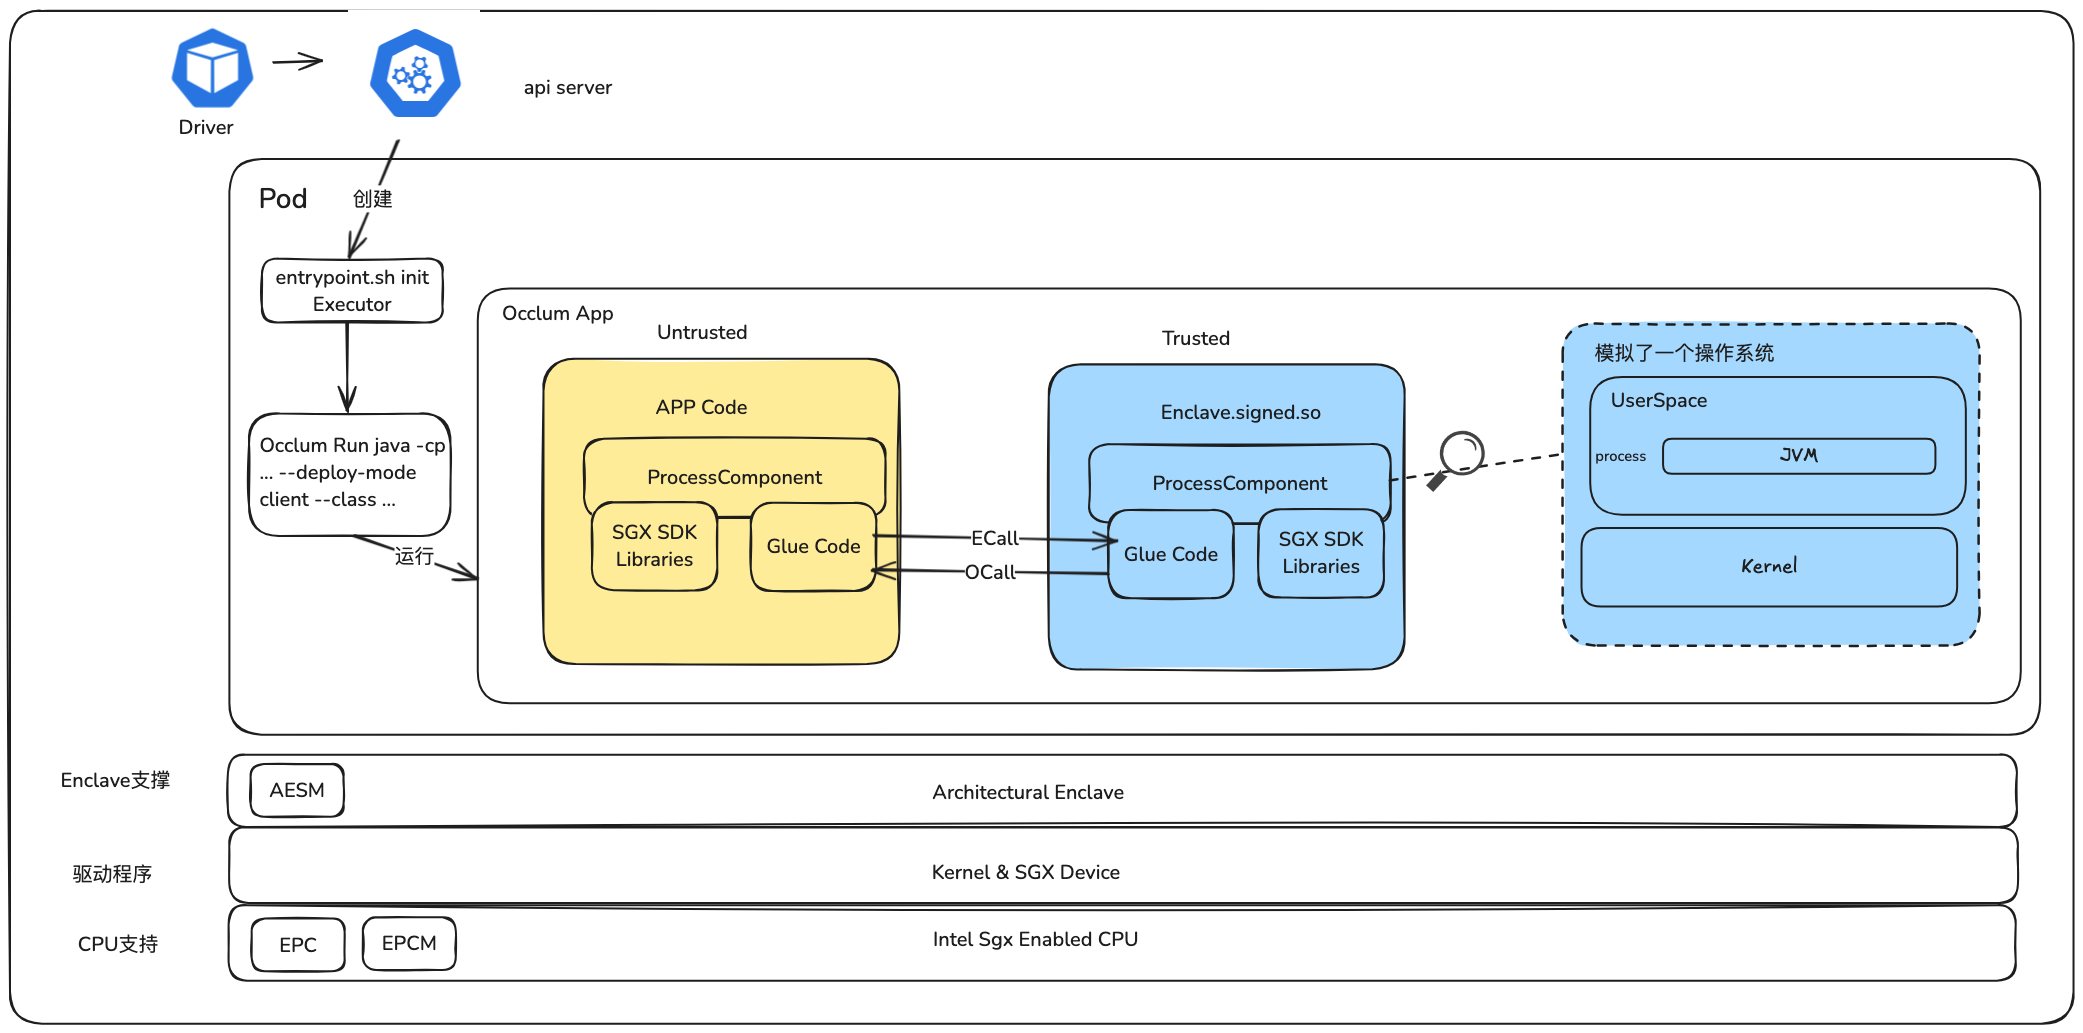 Driver
api server
Pod
创建
entrypoint.sh init
Executor
Occlum Run java -cp
... --deploy-mode
client --class ...
运行
Occlum App
Untrusted
APP Code
ProcessComponent
SGX SDK
Libraries
Glue Code
ECall
OCall
Trusted
Enclave.signed.so
ProcessComponent
Glue Code
SGX SDK
Libraries
模拟了一个操作系统
UserSpace
process
JVM
Kernel
Enclave支撑
AESM
Architectural Enclave
驱动程序
Kernel & SGX Device
CPU支持
EPC
EPCM
Intel Sgx Enabled CPU